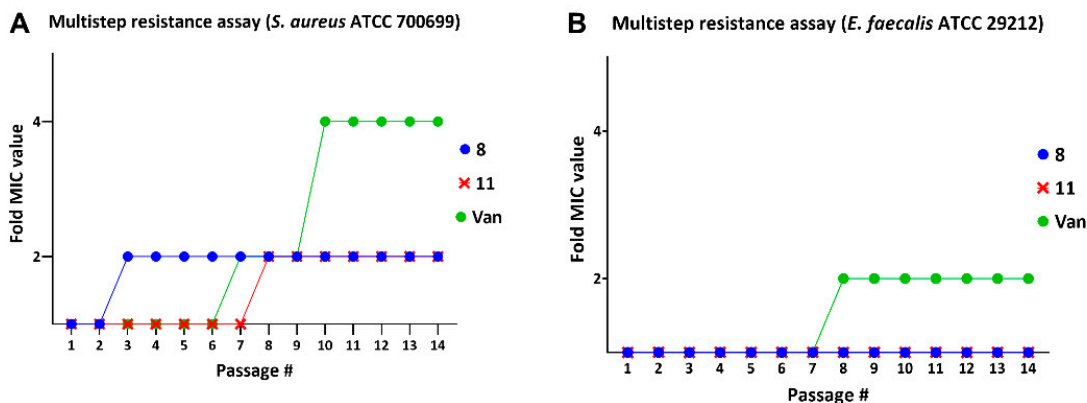 A
Multistep resistance assay (S. aureus ATCC 700699)
Fold MIC value
4
2
8
11
Van
1 2 3 4 5 6 7 8 9 10 11 12 13 14
Passage #
B
Multistep resistance assay (E. faecalis ATCC 29212)
Fold MIC value
4
2
8
11
Van
1 2 3 4 5 6 7 8 9 10 11 12 13 14
Passage #